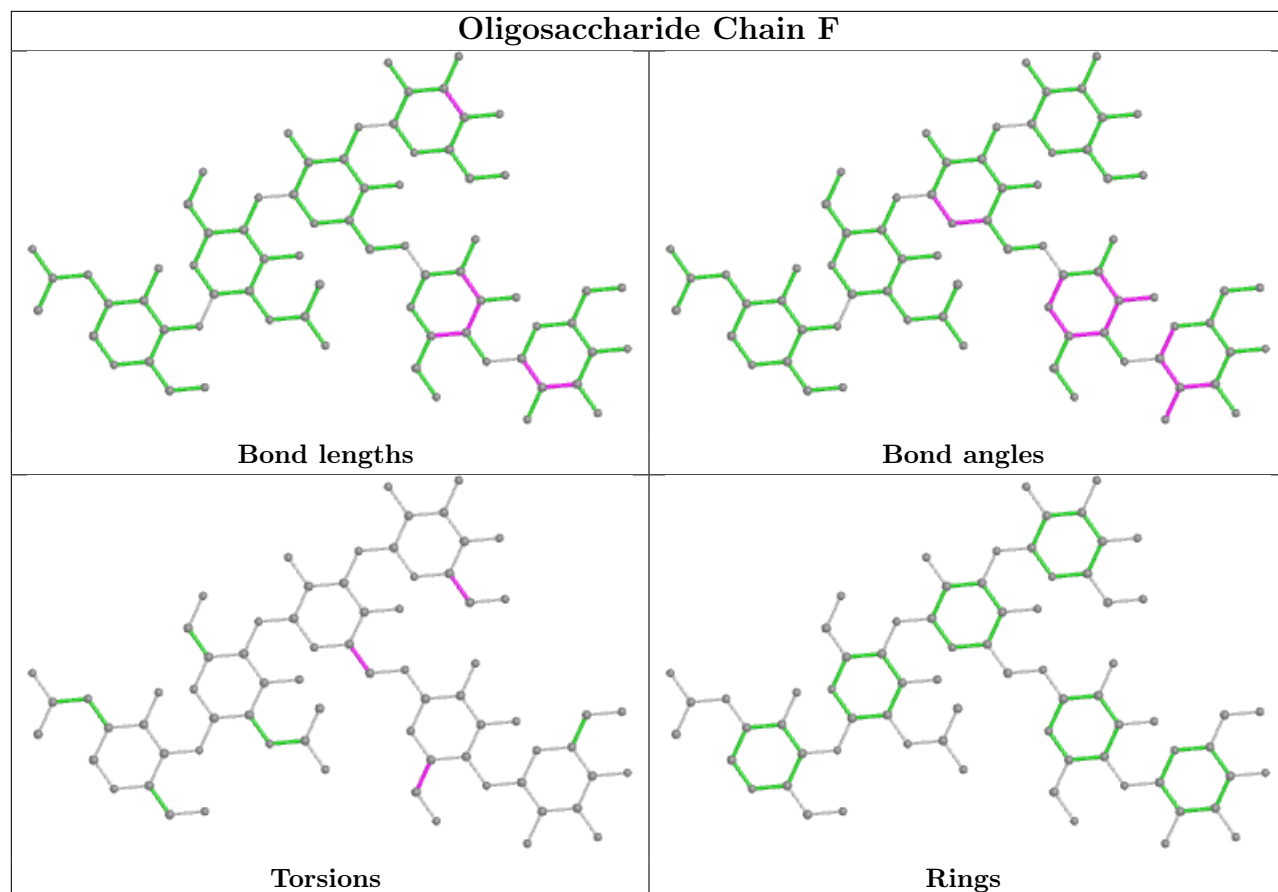 Oligosaccharide Chain F
Bond lengths
Bond angles
Torsions
Rings